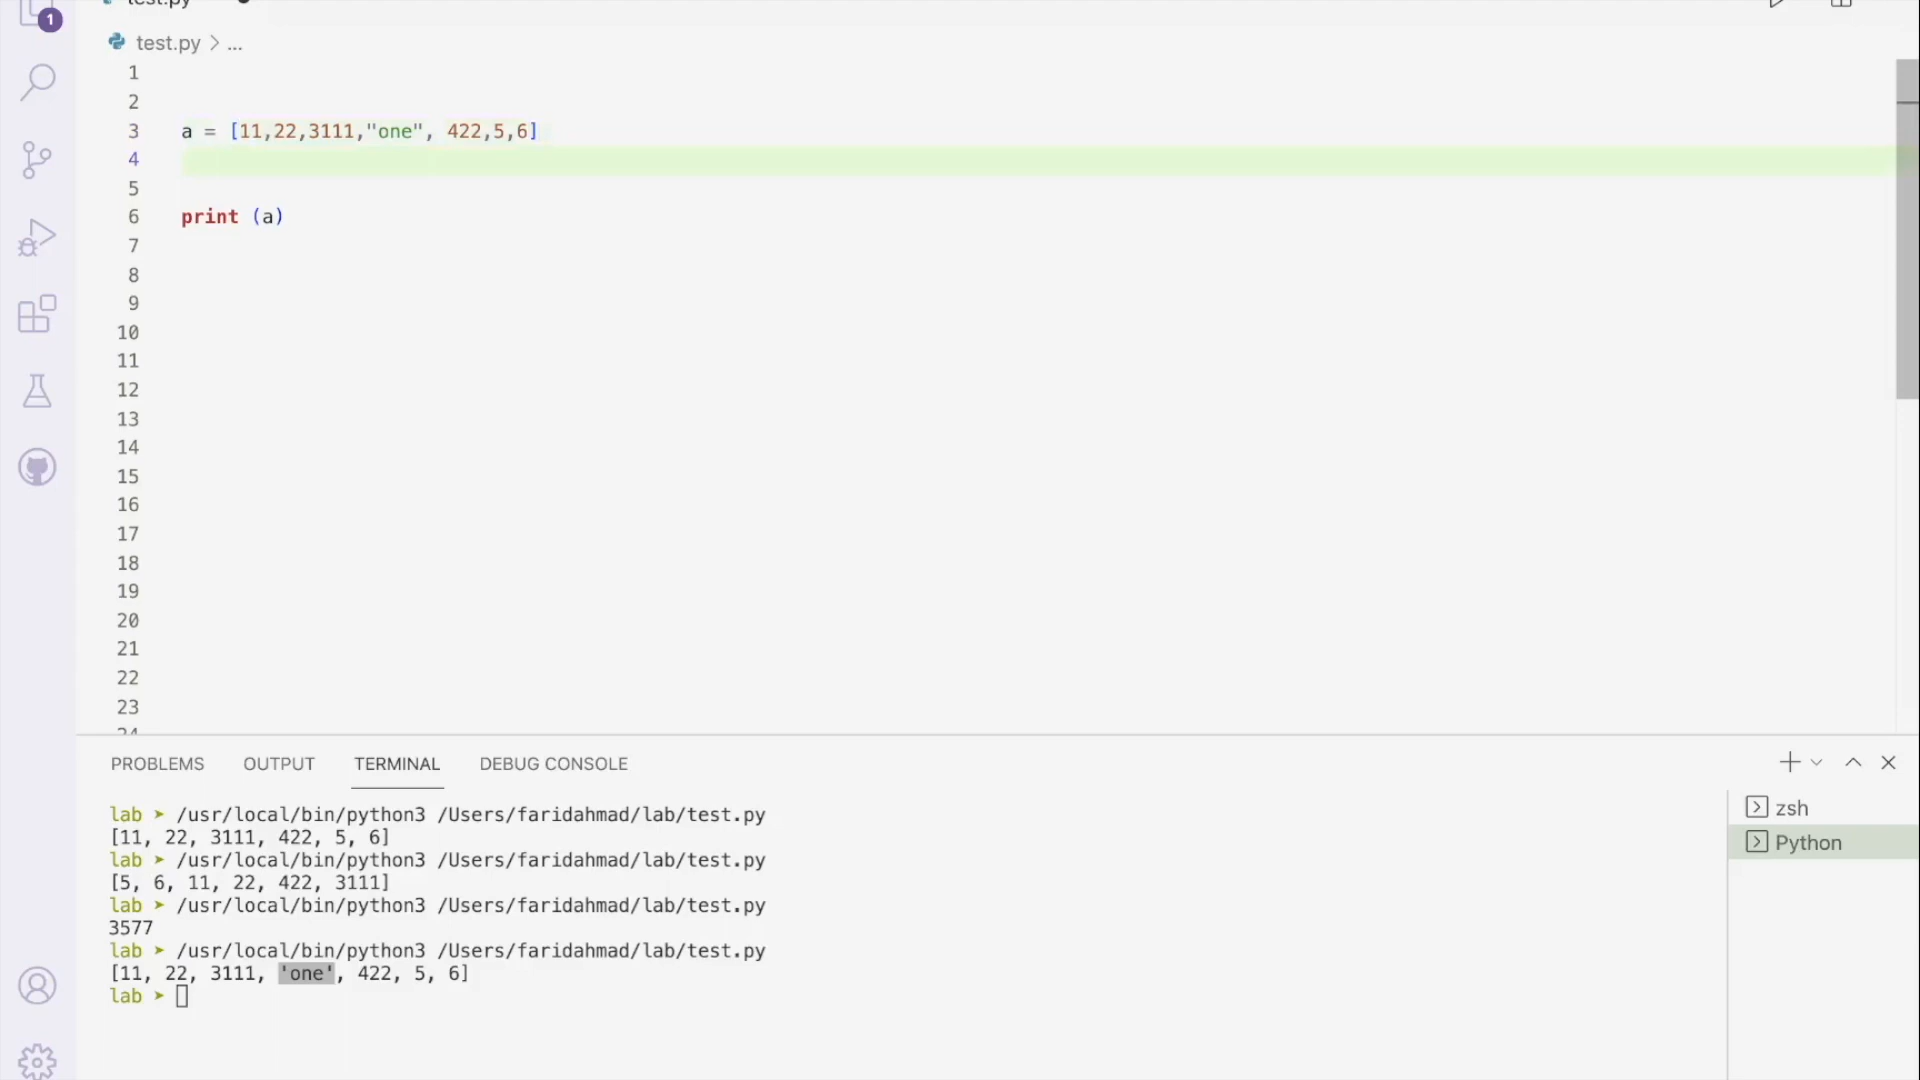 1
test.py
test.py > ...
1
2
3 a = [11,22,3111,"one", 422,5,6]
4
5
6 print (a)
7
8
9
10
11
12
13
14
15
16
17
18
19
20
21
22
23
24
PROBLEMS OUTPUT TERMINAL DEBUG CONSOLE
lab ➤ /usr/local/bin/python3 /Users/faridahmad/lab/test.py
[11, 22, 3111, 422, 5, 6]
lab ➤ /usr/local/bin/python3 /Users/faridahmad/lab/test.py
[5, 6, 11, 22, 422, 3111]
lab ➤ /usr/local/bin/python3 /Users/faridahmad/lab/test.py
3577
lab ➤ /usr/local/bin/python3 /Users/faridahmad/lab/test.py
[11, 22, 3111, 'one', 422, 5, 6]
lab ➤
zsh
Python